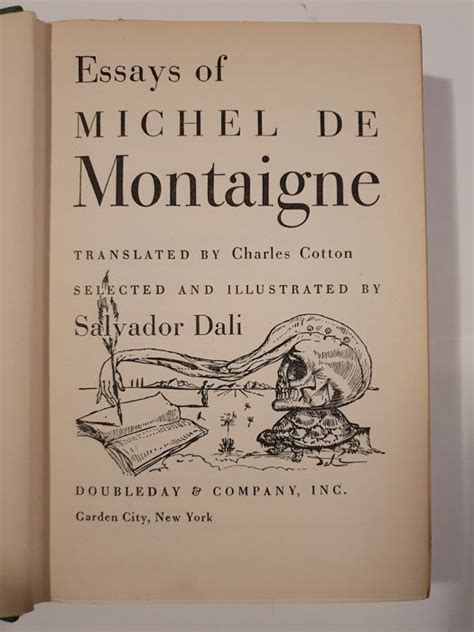 Essays of
MICHEL DE
Montaigne
TRANSLATED BY Charles Cotton
SELECTED AND ILLUSTRATED BY
Salvador Dali
DOUBLEDAY & COMPANY, INC.
Garden City, New York